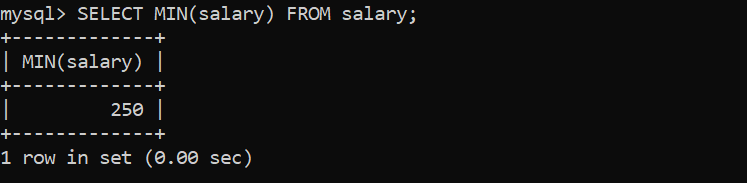 mysql> SELECT MIN(salary) FROM salary;
+-------------+
| MIN(salary) |
+-------------+
|         250 |
+-------------+
1 row in set (0.00 sec)